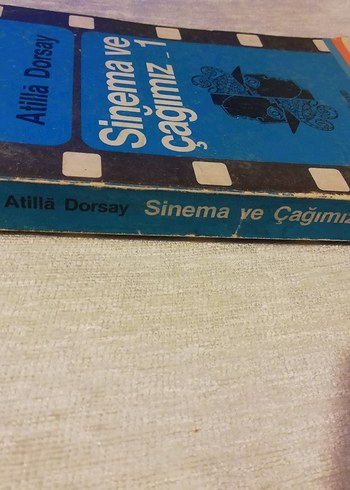 Atillâ Dorsay
Sinema ve
çağımız - 1
Atillâ Dorsay Sinema ve Çağımız